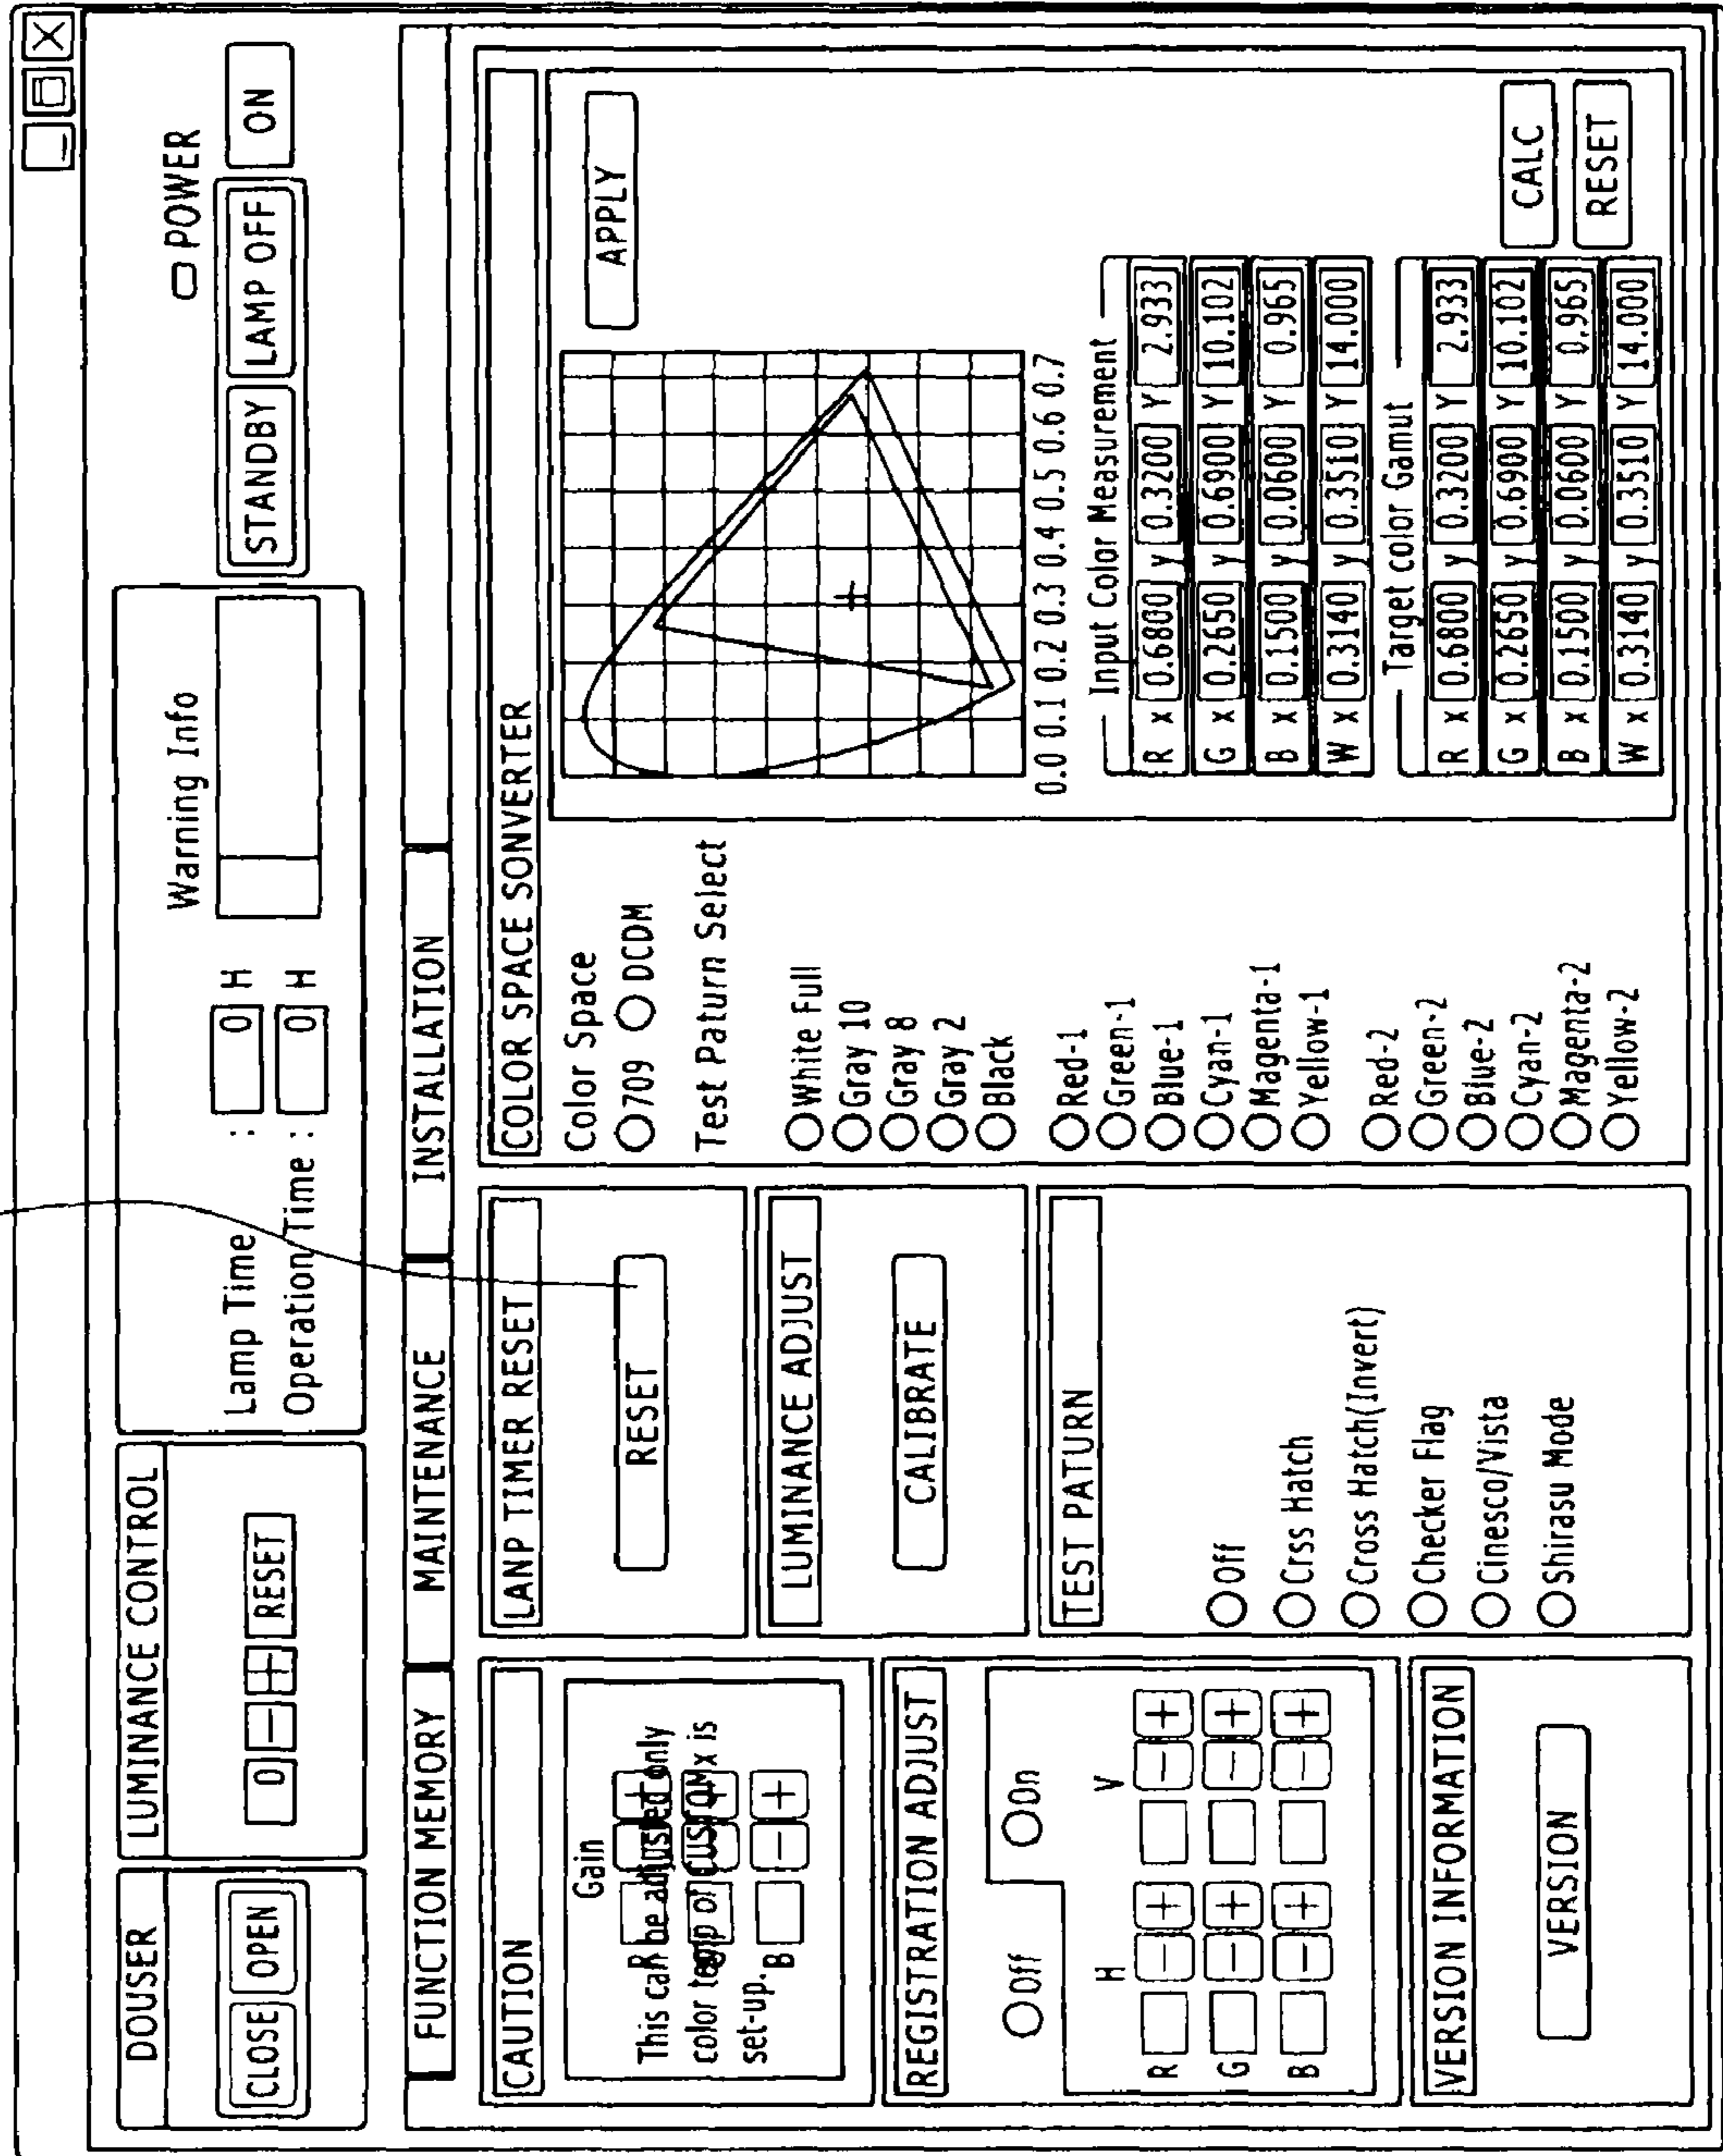 DOUSER
CLOSE OPEN
LUMINANCE CONTROL
0 − + RESET
Lamp Time : 0 H
Operation Time : 0 H
Warning Info
POWER
STANDBY LAMP OFF ON
FUNCTION MEMORY
MAINTENANCE
INSTALLATION
CAUTION
Gain
R − +
− +
B − +
This can be adjusted only
color temp of CUSTOMx is
set-up.
REGISTRATION ADJUST
Off On
H V
R − + − +
G − + − +
B − + − +
VERSION INFORMATION
VERSION
LANP TIMER RESET
RESET
LUMINANCE ADJUST
CALIBRATE
TEST PATURN
Off
Crss Hatch
Cross Hatch(Invert)
Checker Flag
Cinesco/Vista
Shirasu Mode
COLOR SPACE SONVERTER
Color Space
709 DCDM
Test Paturn Select
White Full
Gray 10
Gray 8
Gray 2
Black
Red-1
Green-1
Blue-1
Cyan-1
Magenta-1
Yellow-1
Red-2
Green-2
Blue-2
Cyan-2
Magenta-2
Yellow-2
APPLY
0.0 0.1 0.2 0.3 0.4 0.5 0.6 0.7
Input Color Measurement
R x 0.6800 y 0.3200 Y 2.933
G x 0.2650 y 0.6900 Y 10.102
B x 0.1500 y 0.0600 Y 0.965
W x 0.3140 y 0.3510 Y 14.000
Target color Gamut
R x 0.6800 y 0.3200 Y 2.933
G x 0.2650 y 0.6900 Y 10.102
B x 0.1500 y 0.0600 Y 0.965
W x 0.3140 y 0.3510 Y 14.000
CALC
RESET